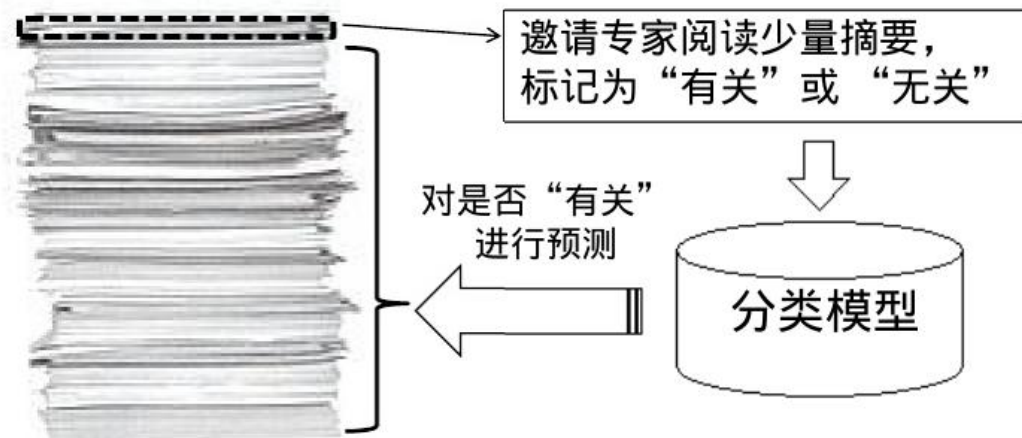 邀请专家阅读少量摘要，
标记为“有关”或 “无关”
对是否“有关”
进行预测
分类模型